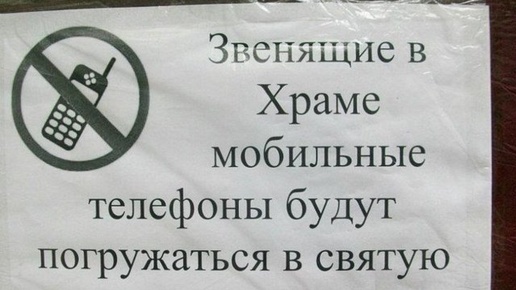 Звенящие в
Храме
мобильные
телефоны будут
погружаться в святую